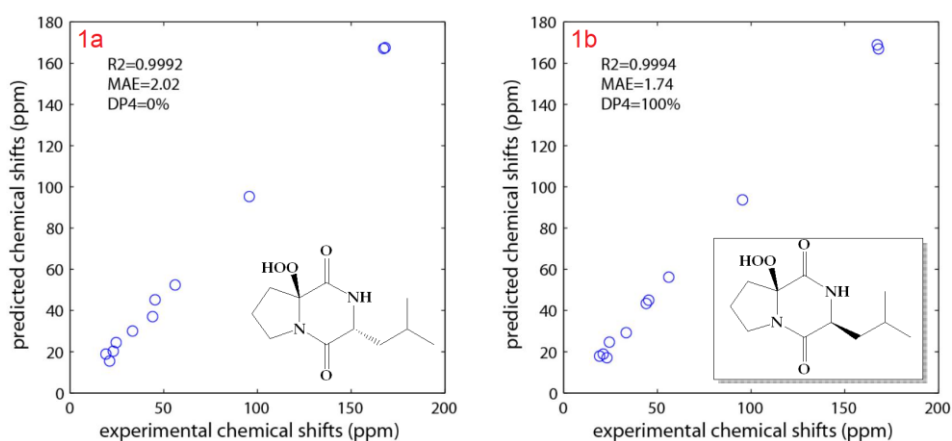 1a
R2=0.9992
MAE=2.02
DP4=0%
predicted chemical shifts (ppm)
180
160
140
120
100
80
60
40
20
0
0
50
100
150
200
experimental chemical shifts (ppm)
HOO
O
NH
N
O
1b
R2=0.9994
MAE=1.74
DP4=100%
predicted chemical shifts (ppm)
180
160
140
120
100
80
60
40
20
0
0
50
100
150
200
experimental chemical shifts (ppm)
HOO
O
NH
N
O